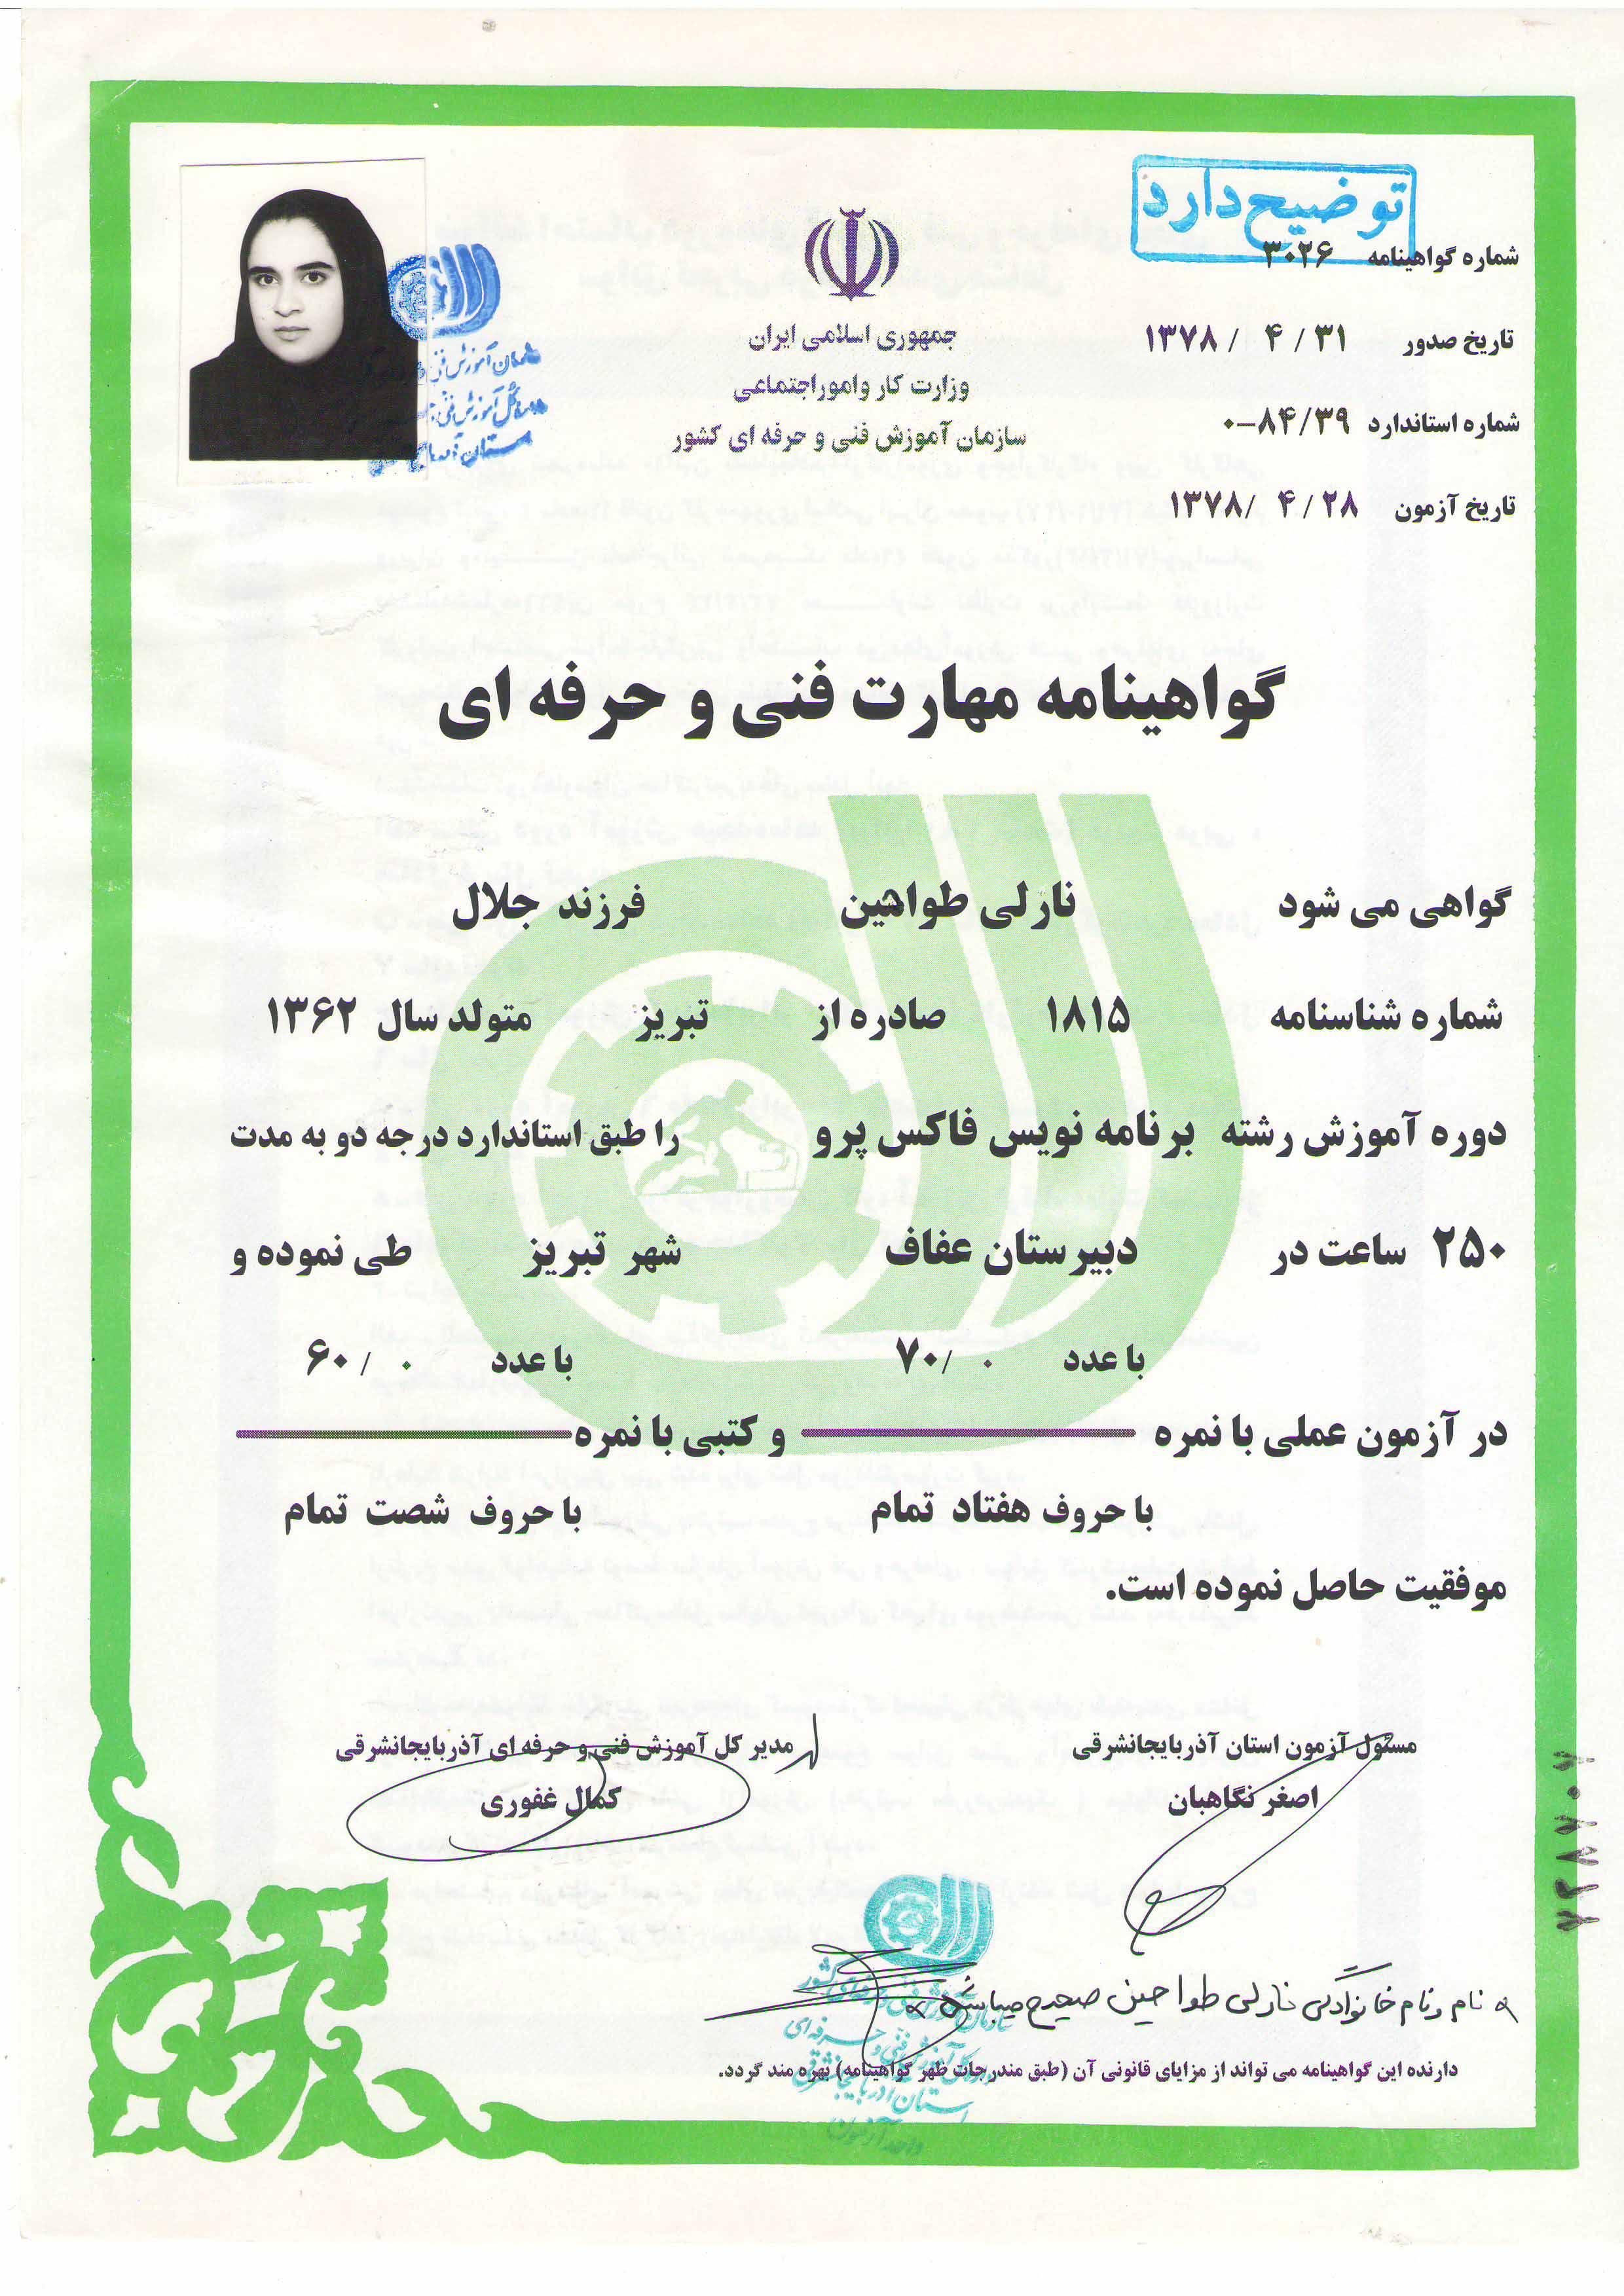 توضیح دارد
شماره گواهینامه ۳۰۲۶
تاریخ صدور ۱۳۷۸/ ۴ / ۳۱
شماره استاندارد ۰-۸۴/۳۹
تاریخ آزمون ۱۳۷۸/ ۴ / ۲۸
جمهوری اسلامی ایران
وزارت کار و امور اجتماعی
سازمان آموزش فنی و حرفه ای کشور
گواهینامه مهارت فنی و حرفه ای
گواهی می شود نارلی طواهین فرزند جلال
شماره شناسنامه ۱۸۱۵ صادره از تبریز متولد سال ۱۳۶۲
دوره آموزش رشته برنامه نویس فاکس پرو را طبق استاندارد درجه دو به مدت
۲۵۰ ساعت در دبیرستان عفاف شهر تبریز طی نموده و
با عدد ۷۰/۰ با عدد ۶۰/۰
در آزمون عملی با نمره و کتبی با نمره
با حروف هفتاد تمام با حروف شصت تمام
موفقیت حاصل نموده است.
مسئول آزمون استان آذربایجانشرقی
اصغر نگاهبان
مدیر کل آموزش فنی و حرفه ای آذربایجانشرقی
کمال غفوری
نام و نام خانوادگی نارلی طواحین صحیح میباشد
دارنده این گواهینامه می تواند از مزایای قانونی آن (طبق مندرجات ظهر گواهینامه) بهره مند گردد.